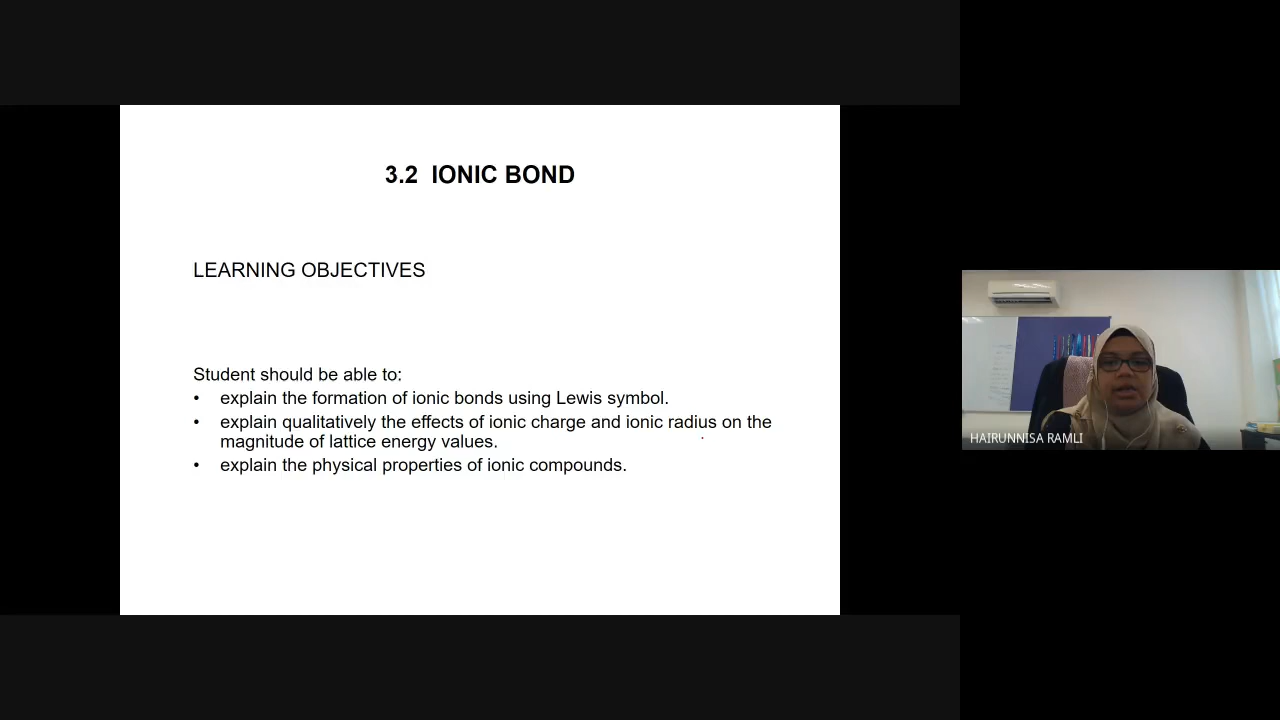 3.2 IONIC BOND
LEARNING OBJECTIVES
Student should be able to:
• explain the formation of ionic bonds using Lewis symbol.
• explain qualitatively the effects of ionic charge and ionic radius on the
magnitude of lattice energy values.
• explain the physical properties of ionic compounds.
HAIRUNNISA RAMLI